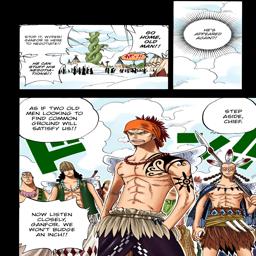 STOP IT, WYPER!
GANFOR IS HERE
TO NEGOTIATE!!
GO
HOME,
OLD
MAN!!
HE CAN
STUFF HIS
NEGOTIA-
TIONS!!
HE'S
APPEARED
AGAIN?!
AS IF TWO OLD
MEN LOOKING
TO FIND COMMON
GROUND WILL
SATISFY US!!
STEP
ASIDE,
CHIEF.
NOW LISTEN
CLOSELY,
GANFOR. WE
WON'T BUDGE
AN INCH!!